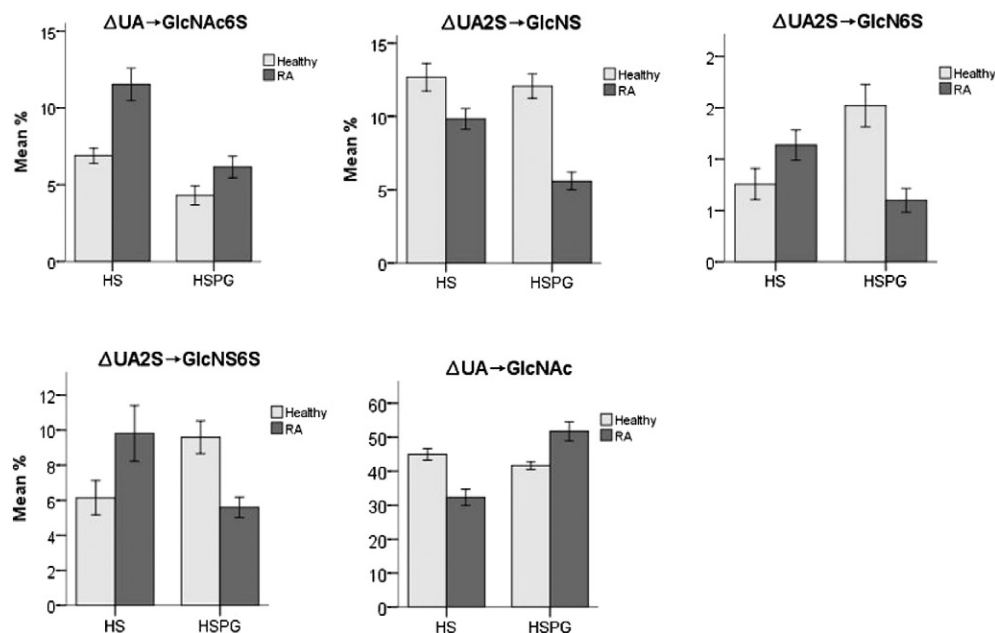 ΔUA→GlcNAc6S
15
10
5
0
Mean %
HS HSPG
Healthy
RA
ΔUA2S→GlcNS
15
10
5
0
Mean %
HS HSPG
Healthy
RA
ΔUA2S→GlcN6S
2
2
1
1
0
HS HSPG
Healthy
RA
ΔUA2S→GlcNS6S
12
10
8
6
4
2
0
Mean %
HS HSPG
Healthy
RA
ΔUA→GlcNAc
60
50
40
30
20
10
0
HS HSPG
Healthy
RA